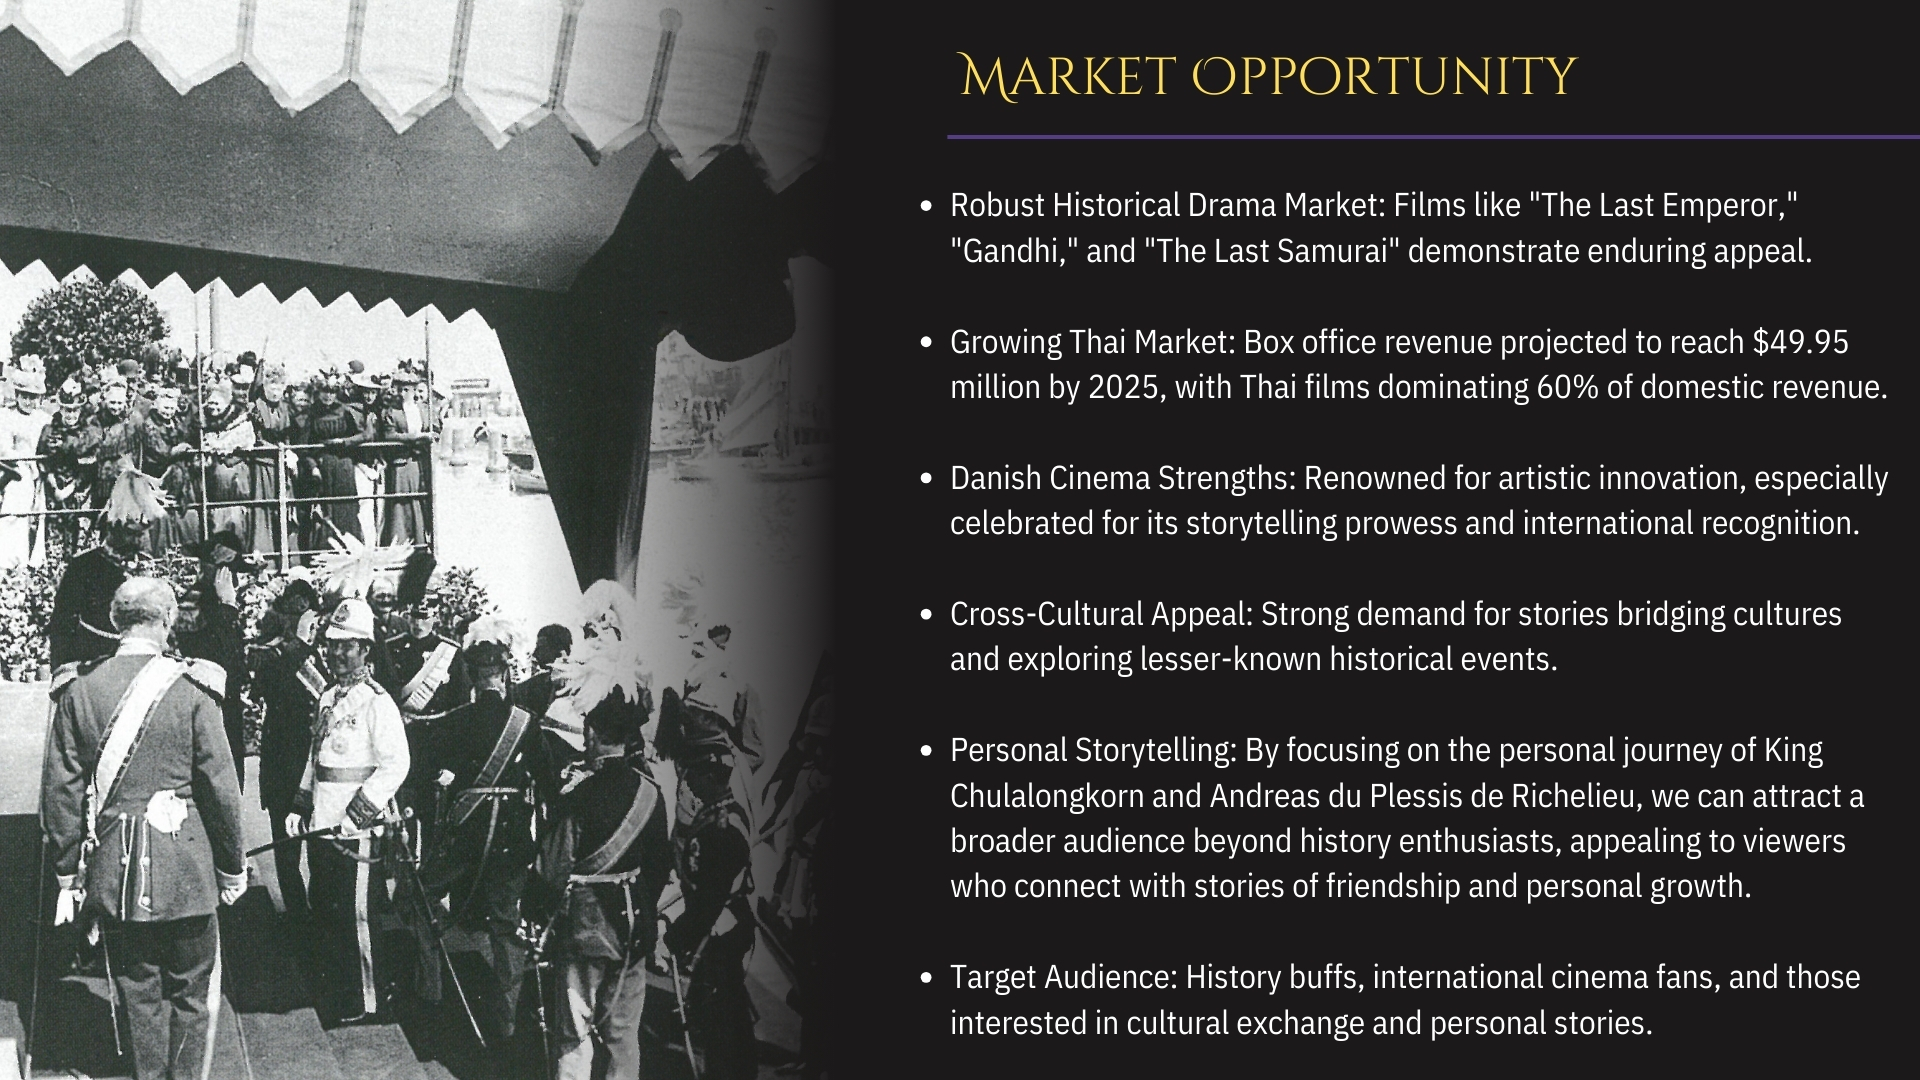 Market Opportunity
• Robust Historical Drama Market: Films like "The Last Emperor,"
"Gandhi," and "The Last Samurai" demonstrate enduring appeal.
• Growing Thai Market: Box office revenue projected to reach $49.95
million by 2025, with Thai films dominating 60% of domestic revenue.
• Danish Cinema Strengths: Renowned for artistic innovation, especially
celebrated for its storytelling prowess and international recognition.
• Cross-Cultural Appeal: Strong demand for stories bridging cultures
and exploring lesser-known historical events.
• Personal Storytelling: By focusing on the personal journey of King
Chulalongkorn and Andreas du Plessis de Richelieu, we can attract a
broader audience beyond history enthusiasts, appealing to viewers
who connect with stories of friendship and personal growth.
• Target Audience: History buffs, international cinema fans, and those
interested in cultural exchange and personal stories.